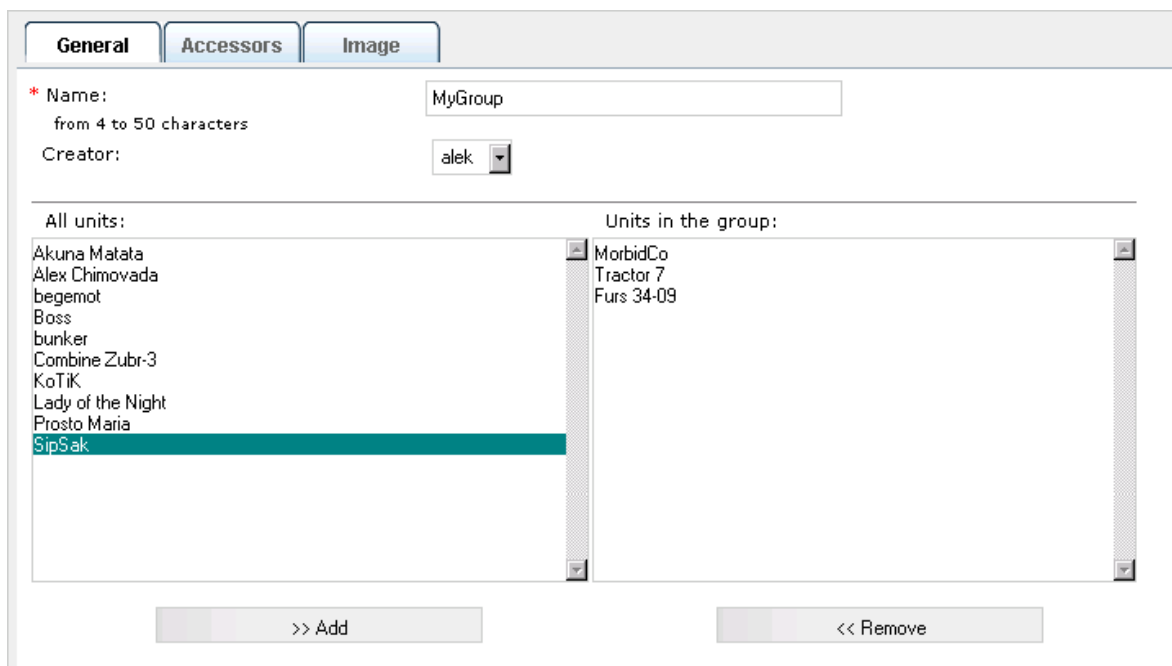 General Accessors Image
* Name: MyGroup
from 4 to 50 characters
Creator: alek
All units: Units in the group:
Akuna Matata
Alex Chimovada
begemot
Boss
bunker
Combine Zubr-3
KoTiK
Lady of the Night
Prosto Maria
SipSak
MorbidCo
Tractor 7
Furs 34-09
>> Add << Remove